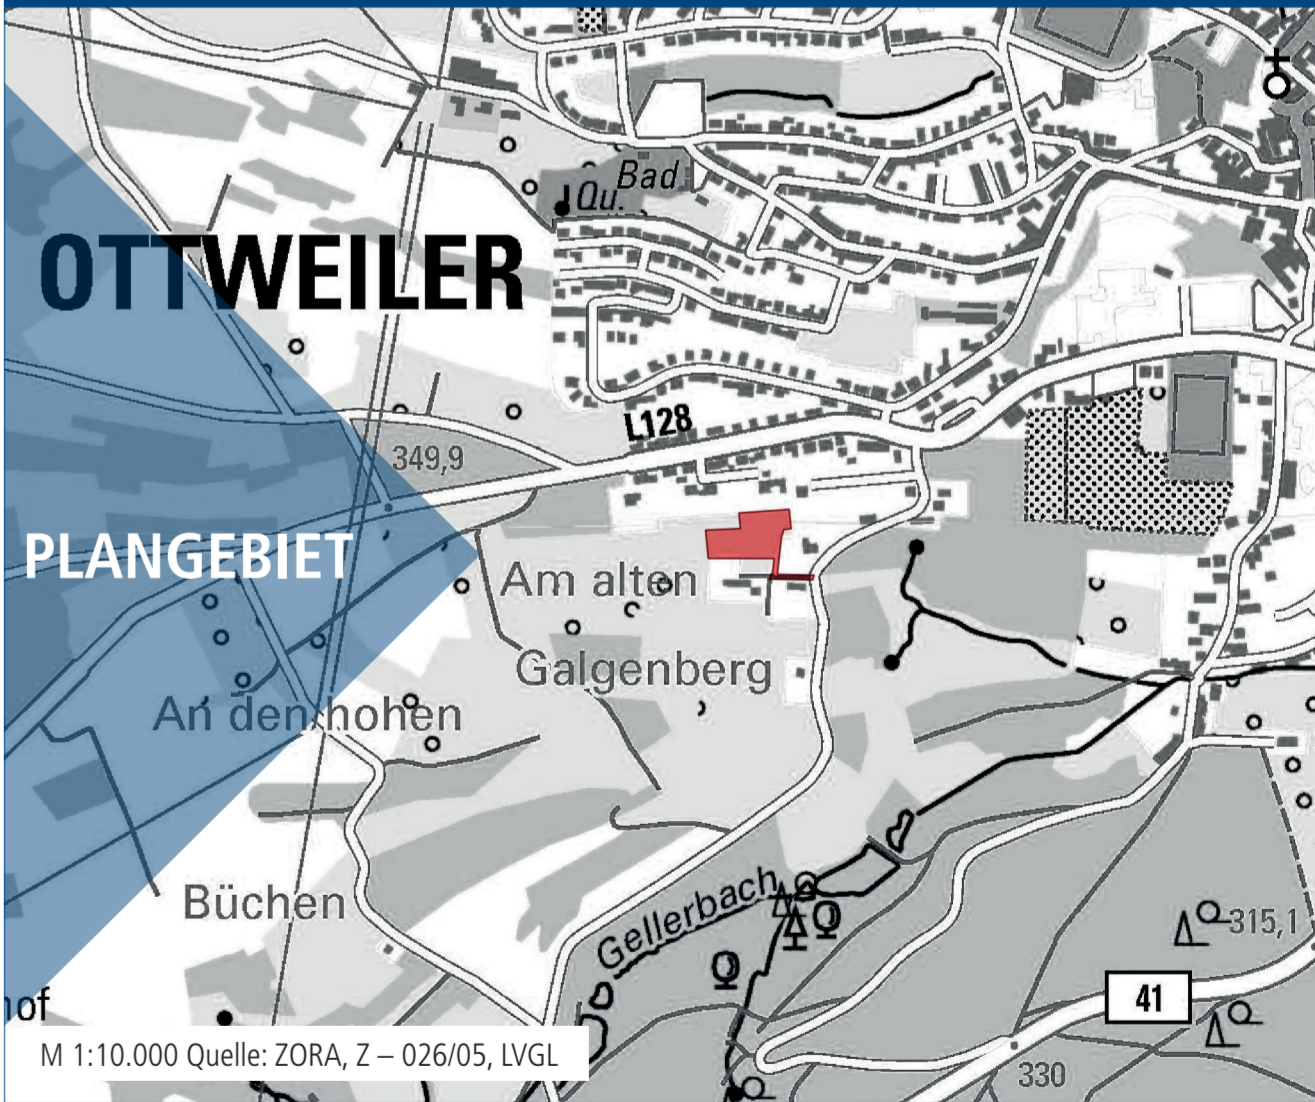 Bad
Qu.
OTTWEILER
L128
349,9
PLANGEBIET
Am alten
Galgenberg
An den hohen
Büchen
Gellerbach
315,1
41
hof
M 1:10.000 Quelle: ZORA, Z – 026/05, LVGL
330